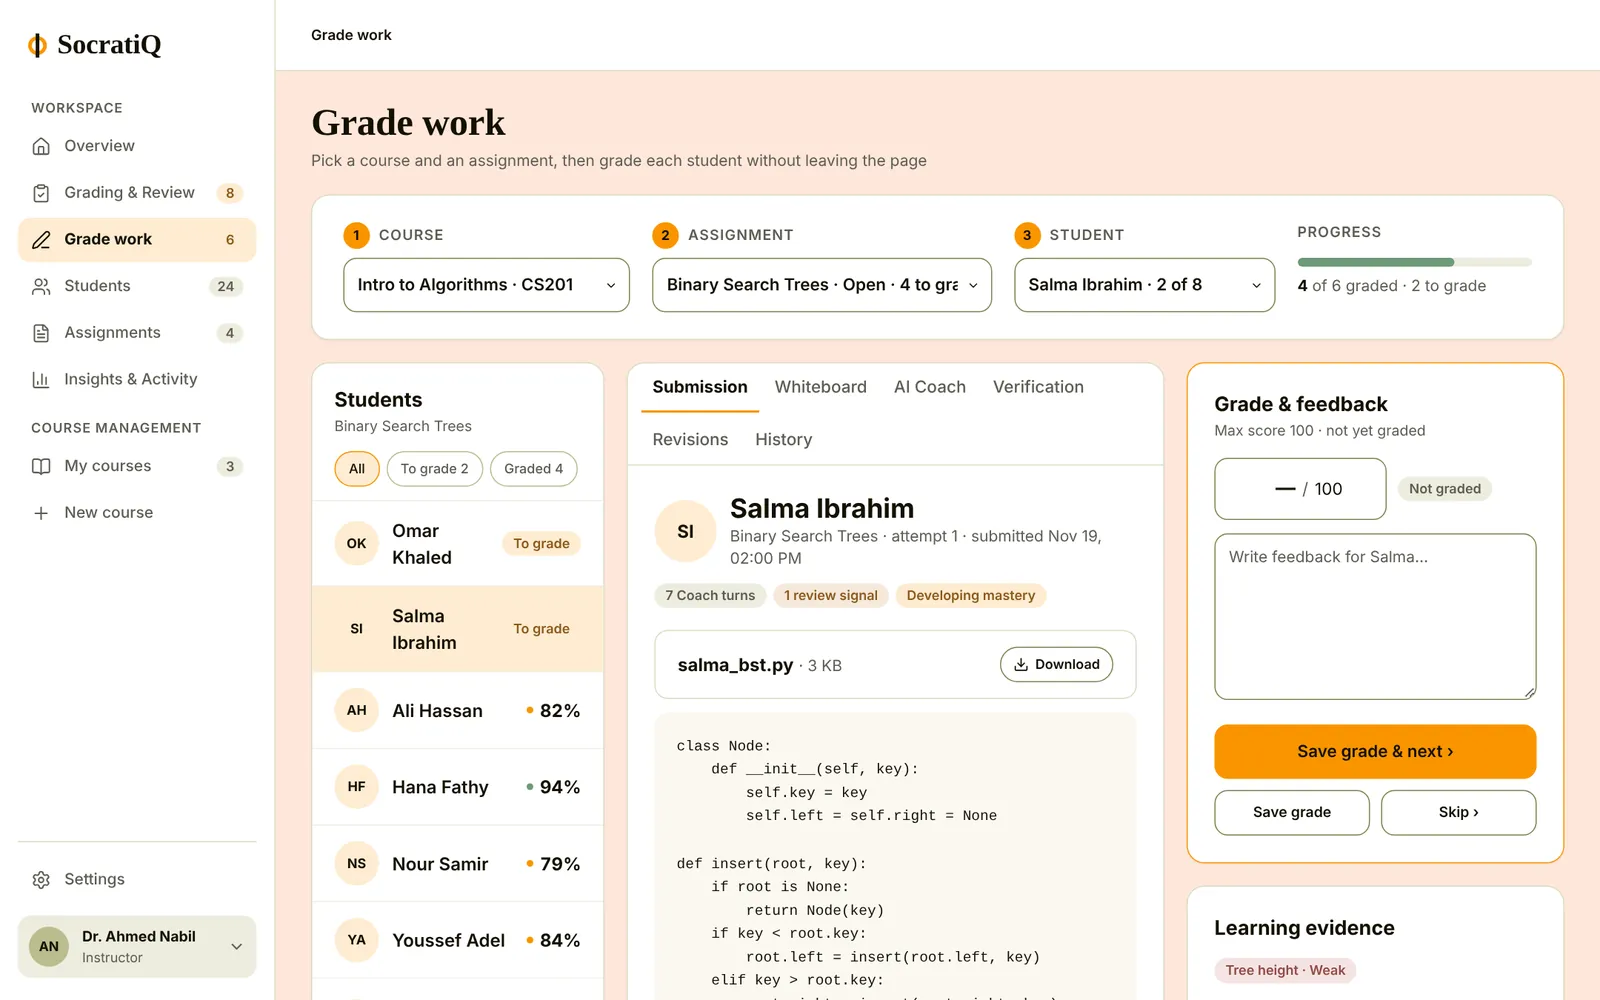 SocratiQ
WORKSPACE
Overview
Grading & Review 8
Grade work 6
Students 24
Assignments 4
Insights & Activity
COURSE MANAGEMENT
My courses 3
New course
Settings
AN
Dr. Ahmed Nabil
Instructor
Grade work
Grade work
Pick a course and an assignment, then grade each student without leaving the page
1 COURSE
Intro to Algorithms · CS201
2 ASSIGNMENT
Binary Search Trees · Open · 4 to gra
3 STUDENT
Salma Ibrahim · 2 of 8
PROGRESS
4 of 6 graded · 2 to grade
Students
Binary Search Trees
All To grade 2 Graded 4
OK Omar Khaled To grade
SI Salma Ibrahim To grade
AH Ali Hassan 82%
HF Hana Fathy 94%
NS Nour Samir 79%
YA Youssef Adel 84%
Submission Whiteboard AI Coach Verification
Revisions History
SI
Salma Ibrahim
Binary Search Trees · attempt 1 · submitted Nov 19,
02:00 PM
7 Coach turns 1 review signal Developing mastery
salma_bst.py · 3 KB Download
class Node:
    def __init__(self, key):
        self.key = key
        self.left = self.right = None
def insert(root, key):
    if root is None:
        return Node(key)
    if key < root.key:
        root.left = insert(root.left, key)
    elif key > root.key:
Grade & feedback
Max score 100 · not yet graded
— / 100 Not graded
Write feedback for Salma...
Save grade & next ›
Save grade Skip ›
Learning evidence
Tree height · Weak